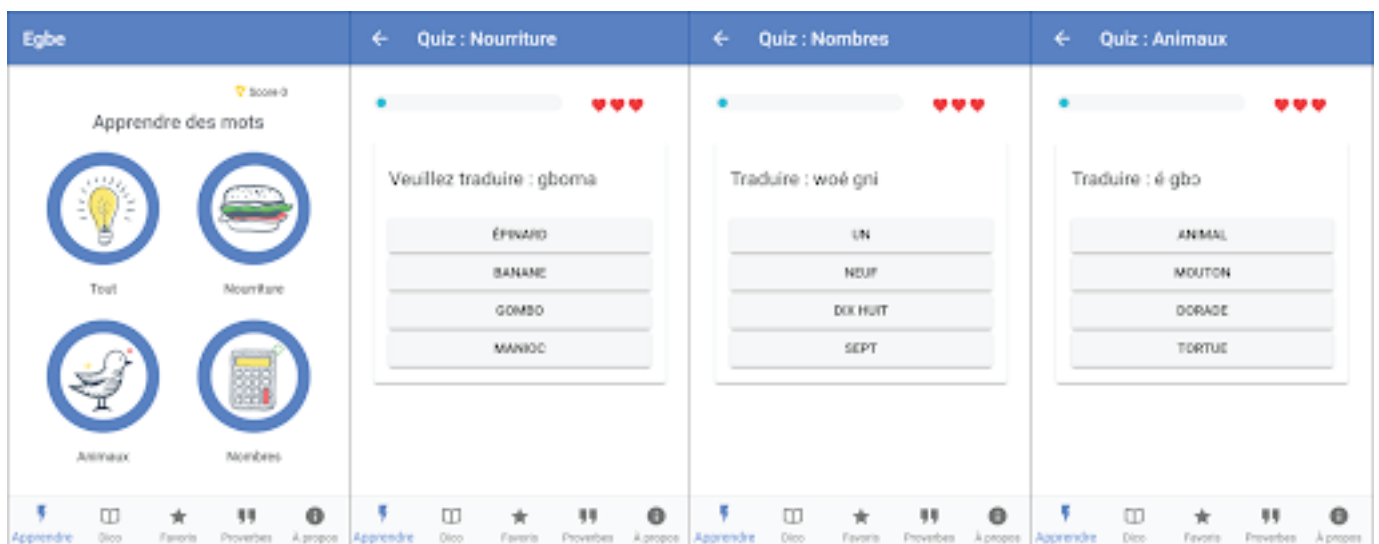 Egbe
Score 0
Apprendre des mots
Tout
Nourriture
Animaux
Nombres
Apprendre
Dico
Favoris
Proverbes
À propos
Quiz : Nourriture
Veuillez traduire : gboma
ÉPINARD
BANANE
GOMBO
MANIOC
Apprendre
Dico
Favoris
Proverbes
À propos
Quiz : Nombres
Traduire : woé gni
UN
NEUF
DIX HUIT
SEPT
Apprendre
Dico
Favoris
Proverbes
À propos
Quiz : Animaux
Traduire : é gbɔ
ANIMAL
MOUTON
DORADE
TORTUE
Apprendre
Dico
Favoris
Proverbes
À propos